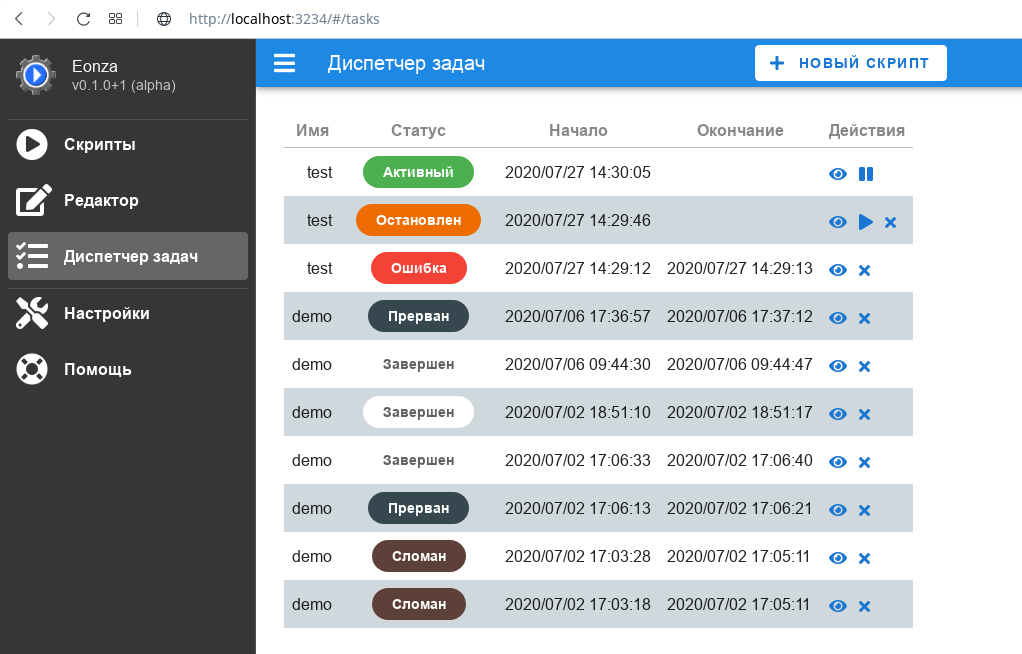 http://localhost:3234/#/tasks
Eonza
v0.1.0+1 (alpha)
Диспетчер задач
НОВЫЙ СКРИПТ
Скрипты
Редактор
Диспетчер задач
Настройки
Помощь
Имя Статус Начало Окончание Действия
test Активный 2020/07/27 14:30:05
test Остановлен 2020/07/27 14:29:46
test Ошибка 2020/07/27 14:29:12 2020/07/27 14:29:13
demo Прерван 2020/07/06 17:36:57 2020/07/06 17:37:12
demo Завершен 2020/07/06 09:44:30 2020/07/06 09:44:47
demo Завершен 2020/07/02 18:51:10 2020/07/02 18:51:17
demo Завершен 2020/07/02 17:06:33 2020/07/02 17:06:40
demo Прерван 2020/07/02 17:06:13 2020/07/02 17:06:21
demo Сломан 2020/07/02 17:03:28 2020/07/02 17:05:11
demo Сломан 2020/07/02 17:03:18 2020/07/02 17:05:11